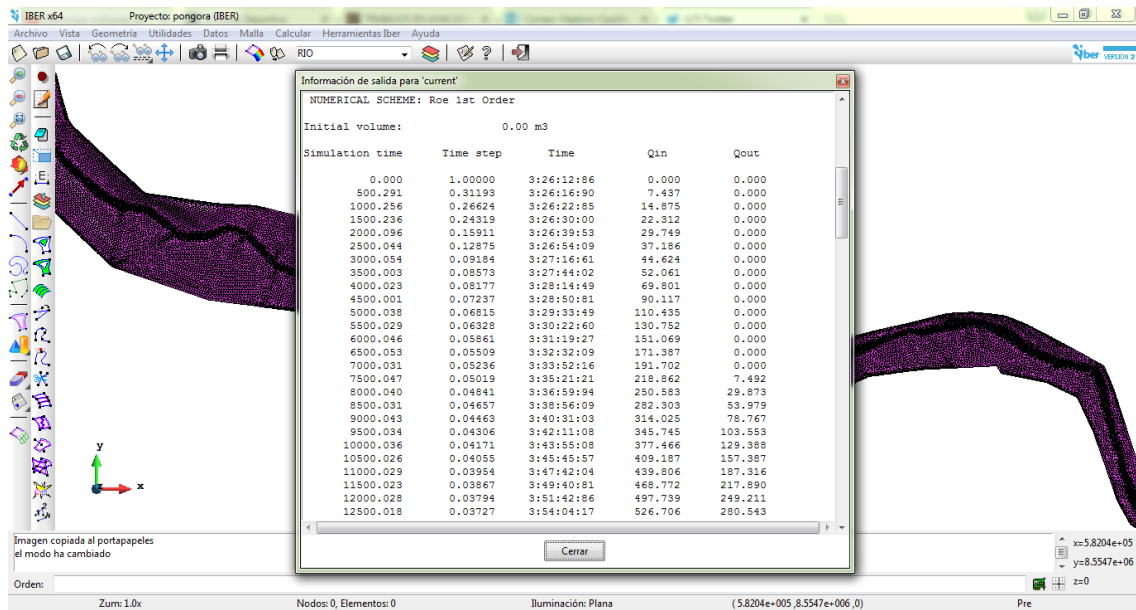 IBER x64 Proyecto: pongora (IBER)
Archivo Vista Geometría Utilidades Datos Malla Calcular Herramientas Iber Ayuda
RIO
Iber VERSION 2
Información de salida para 'current'
NUMERICAL SCHEME: Roe 1st Order
Initial volume: 0.00 m3
Simulation time Time step Time Qin Qout
0.000 1.00000 3:26:12:86 0.000 0.000
500.291 0.31193 3:26:16:90 7.437 0.000
1000.256 0.26624 3:26:22:85 14.875 0.000
1500.236 0.24319 3:26:30:00 22.312 0.000
2000.096 0.15911 3:26:39:53 29.749 0.000
2500.044 0.12875 3:26:54:09 37.186 0.000
3000.054 0.09184 3:27:16:61 44.624 0.000
3500.003 0.08573 3:27:44:02 52.061 0.000
4000.023 0.08177 3:28:14:49 69.801 0.000
4500.001 0.07237 3:28:50:81 90.117 0.000
5000.038 0.06815 3:29:33:49 110.435 0.000
5500.029 0.06328 3:30:22:60 130.752 0.000
6000.046 0.05861 3:31:19:27 151.069 0.000
6500.053 0.05509 3:32:32:09 171.387 0.000
7000.031 0.05236 3:33:52:16 191.702 0.000
7500.047 0.05019 3:35:21:21 218.862 7.492
8000.040 0.04841 3:36:59:94 250.583 29.873
8500.031 0.04657 3:38:56:09 282.303 53.979
9000.043 0.04463 3:40:31:03 314.025 78.767
9500.034 0.04306 3:42:11:08 345.745 103.553
10000.036 0.04171 3:43:55:08 377.466 129.388
10500.026 0.04055 3:45:45:57 409.187 157.387
11000.029 0.03954 3:47:42:04 439.806 187.316
11500.023 0.03867 3:49:40:81 468.772 217.890
12000.028 0.03794 3:51:42:86 497.739 249.211
12500.018 0.03727 3:54:04:17 526.706 280.543
Cerrar
y
z x
Imagen copiada al portapapeles
el modo ha cambiado
x=5.8204e+05
y=8.5547e+06
z=0
Orden:
Zum: 1.0x Nodos: 0, Elementos: 0 Iluminación: Plana (5.8204e+005 ,8.5547e+006 ,0) Pre